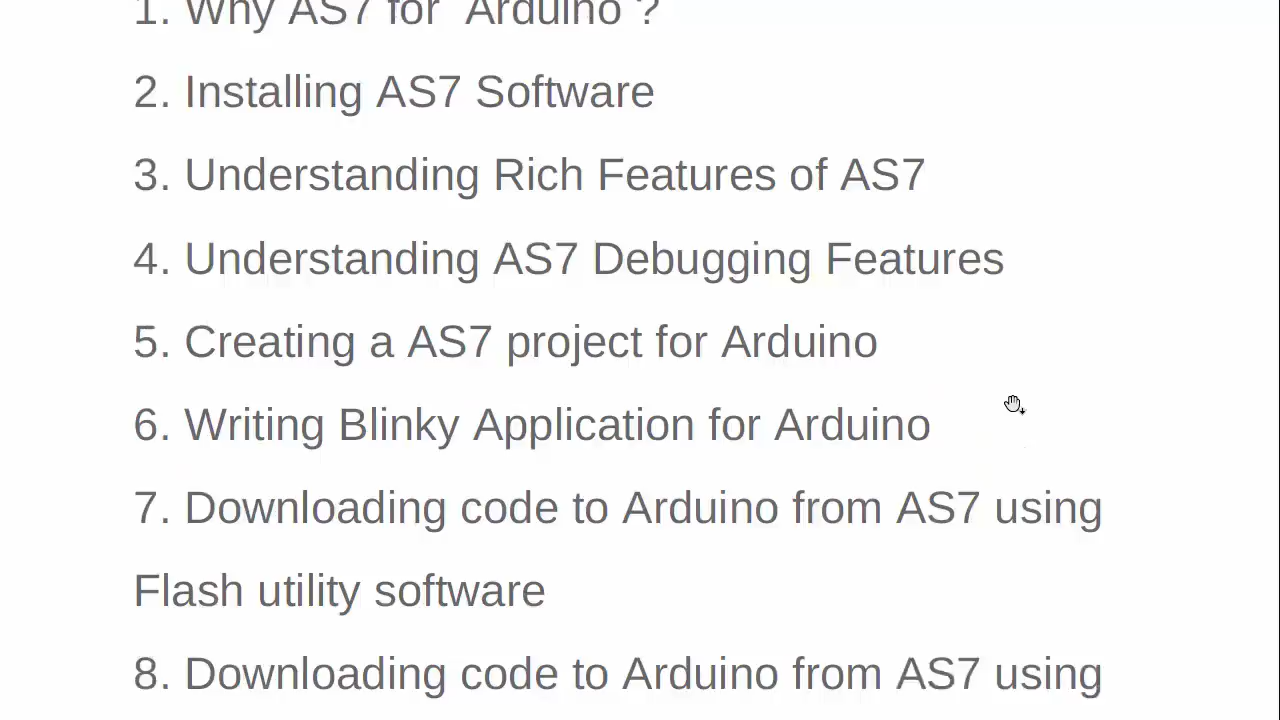 1. Why AS7 for Arduino ?
2. Installing AS7 Software
3. Understanding Rich Features of AS7
4. Understanding AS7 Debugging Features
5. Creating a AS7 project for Arduino
6. Writing Blinky Application for Arduino
7. Downloading code to Arduino from AS7 using
Flash utility software
8. Downloading code to Arduino from AS7 using